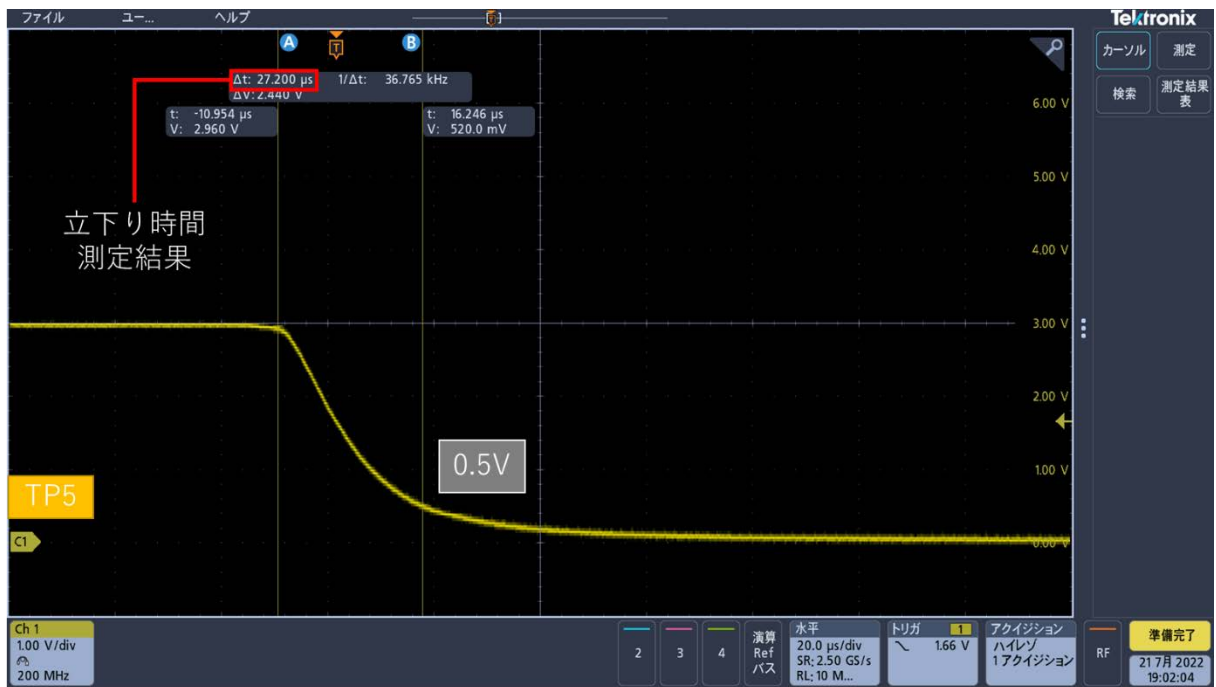 ファイル ユー... ヘルプ
Tektronix
カーソル 測定
検索 測定結果
表
A T B
Δt: 27.200 μs 1/Δt: 36.765 kHz
ΔV: 2.440 V
t: -10.954 μs
V: 2.960 V
t: 16.246 μs
V: 520.0 mV
6.00 V
5.00 V
4.00 V
3.00 V
2.00 V
1.00 V
0.00 V
立下り時間
測定結果
0.5V
TP5
C1
Ch 1
1.00 V/div
200 MHz
2 3 4
演算
Ref
バス
水平
20.0 μs/div
SR: 2.50 GS/s
RL: 10 M...
トリガ 1
1.66 V
アクイジション
ハイレゾ
1 アクイジション
RF
準備完了
21 7月 2022
19:02:04